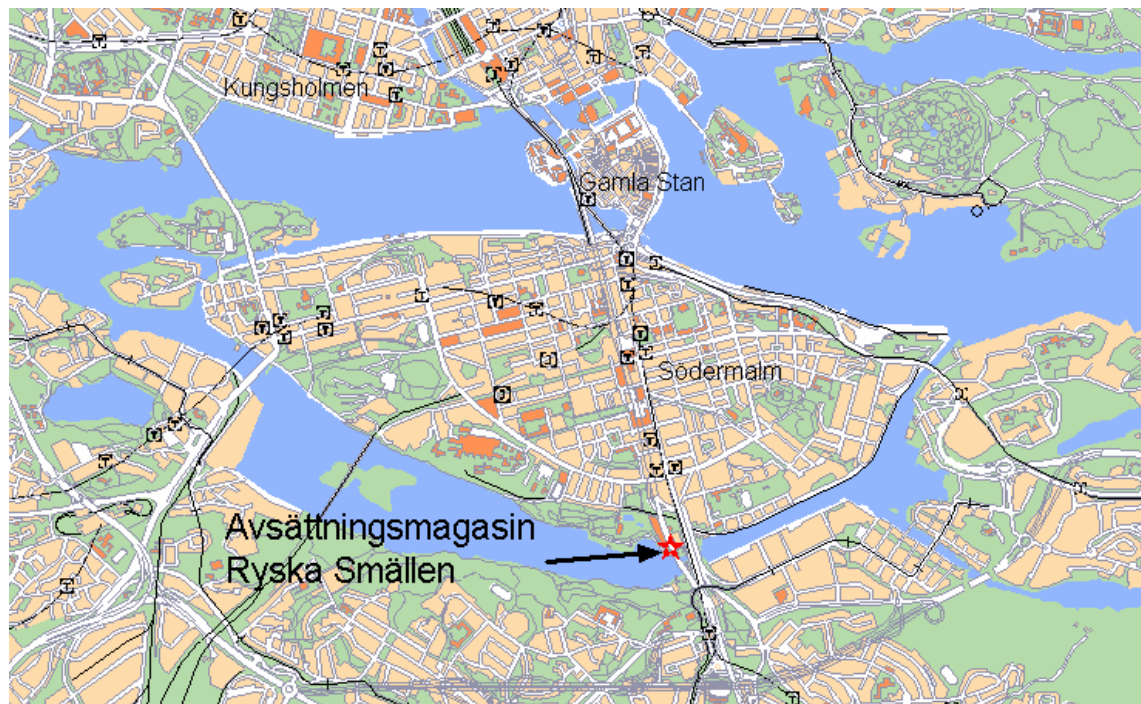 Kungsholmen
Gamla Stan
Södermalm
Avsättningsmagasin
Ryska Smällen